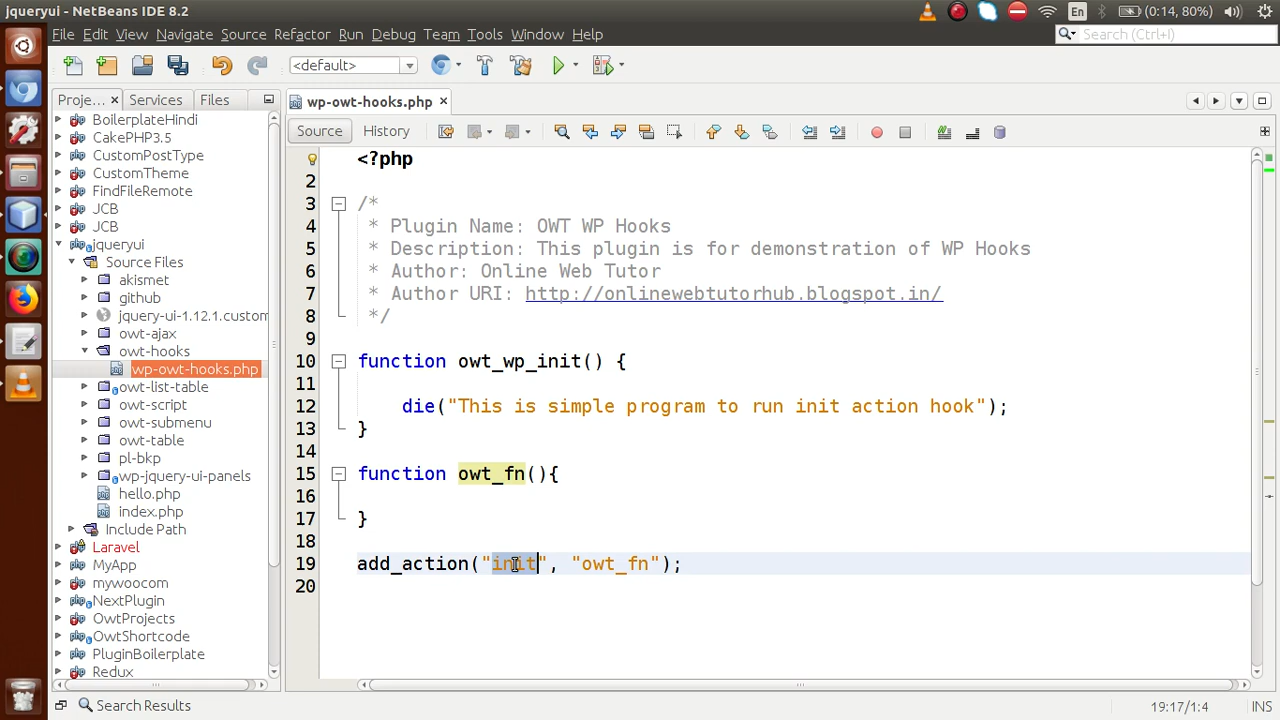 jqueryui - NetBeans IDE 8.2
En
(0:14, 80%)
File Edit View Navigate Source Refactor Run Debug Team Tools Window Help
Search (Ctrl+I)
<default>
Proje... × Services Files
wp-owt-hooks.php ×
Source History
BoilerplateHindi
CakePHP3.5
CustomPostType
CustomTheme
FindFileRemote
JCB
JCB
jqueryui
Source Files
akismet
github
jquery-ui-1.12.1.custom
owt-ajax
owt-hooks
wp-owt-hooks.php
owt-list-table
owt-script
owt-submenu
owt-table
pl-bkp
wp-jquery-ui-panels
hello.php
index.php
Include Path
Laravel
MyApp
mywoocom
NextPlugin
OwtProjects
OwtShortcode
PluginBoilerplate
Redux
<?php
2
3 /*
4 * Plugin Name: OWT WP Hooks
5 * Description: This plugin is for demonstration of WP Hooks
6 * Author: Online Web Tutor
7 * Author URI: http://onlinewebtutorhub.blogspot.in/
8 */
9
10 function owt_wp_init() {
11
12 die("This is simple program to run init action hook");
13 }
14
15 function owt_fn(){
16
17 }
18
19 add_action("init", "owt_fn");
20
Search Results
19:17/1:4 INS